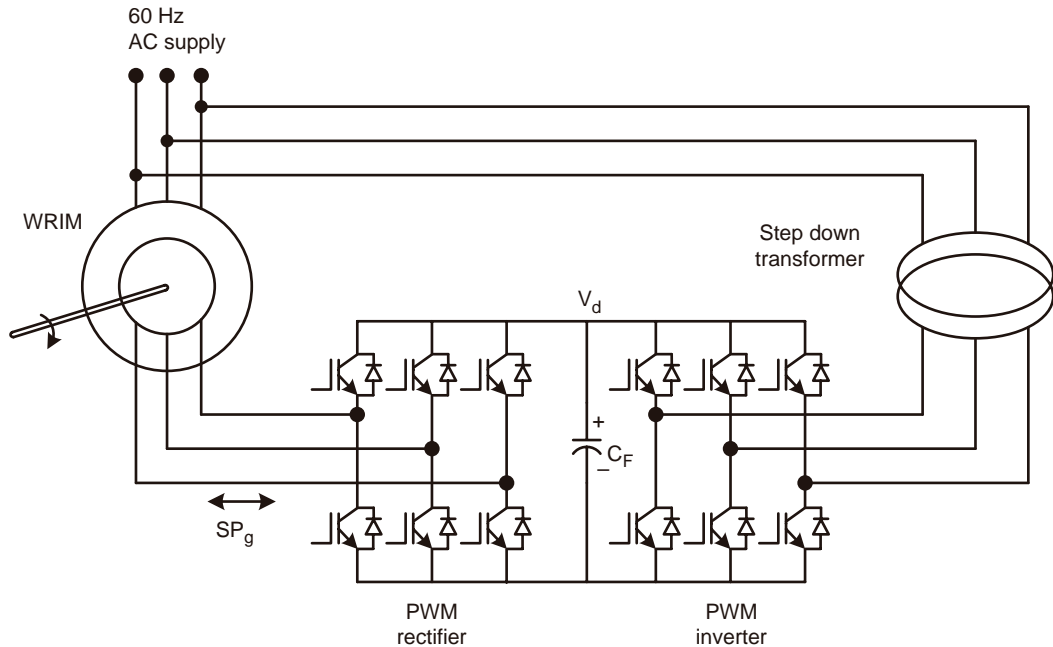 60 Hz
AC supply
WRIM
Step down
transformer
V_d
+
–
C_F
SP_g
PWM
rectifier
PWM
inverter